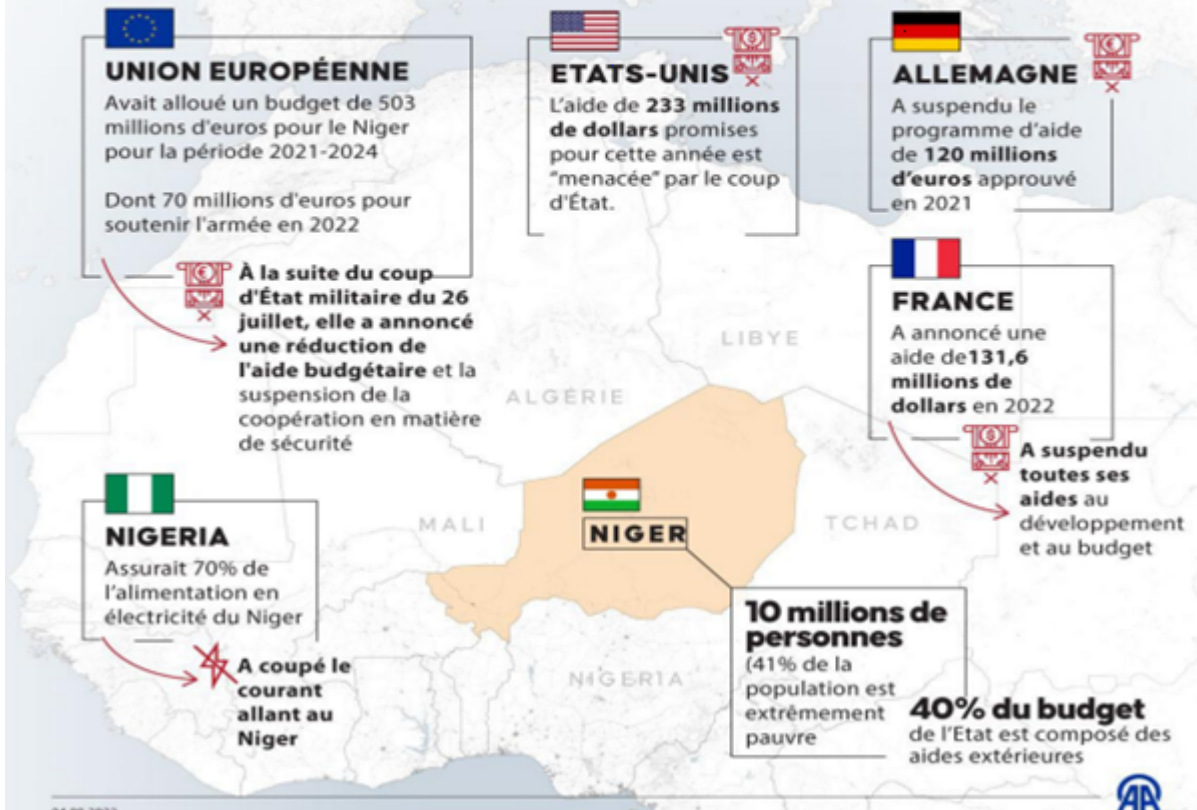 UNION EUROPÉENNE
Avait alloué un budget de 503
millions d'euros pour le Niger
pour la période 2021-2024
Dont 70 millions d'euros pour
soutenir l'armée en 2022
À la suite du coup
d'État militaire du 26
juillet, elle a annoncé
une réduction de
l'aide budgétaire et la
suspension de la
coopération en matière
de sécurité
ETATS-UNIS
L'aide de 233 millions
de dollars promises
pour cette année est
"menacée" par le coup
d'État.
ALLEMAGNE
A suspendu le
programme d'aide
de 120 millions
d'euros approuvé
en 2021
FRANCE
A annoncé une
aide de131,6
millions de
dollars en 2022
A suspendu
toutes ses
aides au
développement
et au budget
LIBYE
ALGÉRIE
MALI
TCHAD
NIGERIA
NIGER
NIGERIA
Assurait 70% de
l'alimentation en
électricité du Niger
A coupé le
courant
allant au
Niger
10 millions de
personnes
(41% de la
population est
extrêmement
pauvre
40% du budget
de l'Etat est composé des
aides extérieures
AA